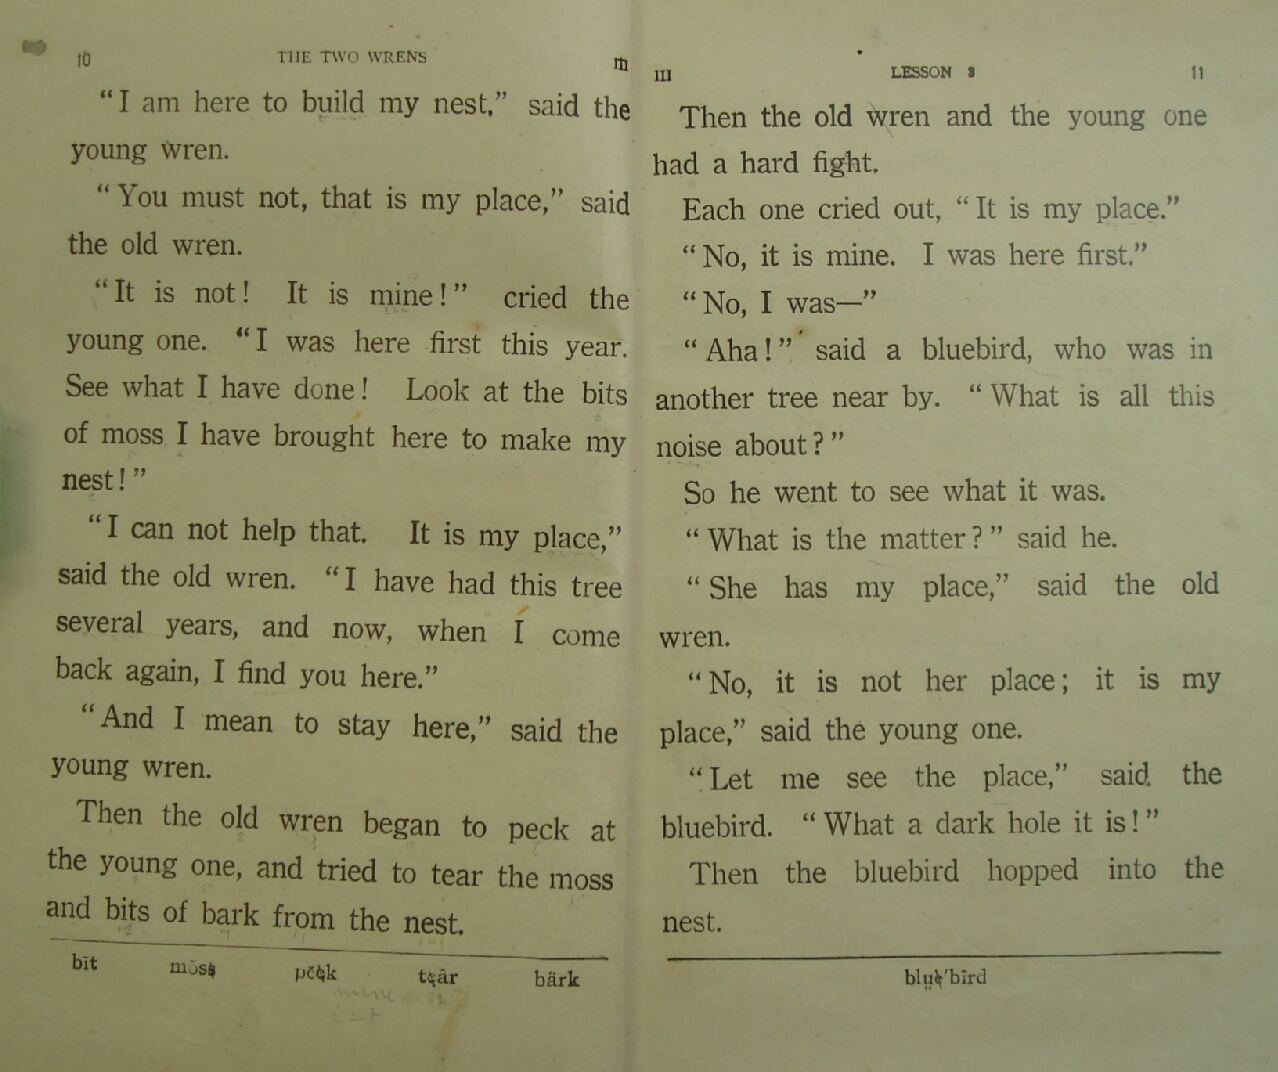 10 THE TWO WRENS III
“I am here to build my nest,” said the
young wren.
“You must not, that is my place,” said
the old wren.
“It is not! It is mine!” cried the
young one. “I was here first this year.
See what I have done! Look at the bits
of moss I have brought here to make my
nest!”
“I can not help that. It is my place,”
said the old wren. “I have had this tree
several years, and now, when I come
back again, I find you here.”
“And I mean to stay here,” said the
young wren.
Then the old wren began to peck at
the young one, and tried to tear the moss
and bits of bark from the nest.
bĭt mŏss pĕck teâr bärk
III LESSON 3 11
Then the old wren and the young one
had a hard fight.
Each one cried out, “It is my place.”
“No, it is mine. I was here first.”
“No, I was—”
“Aha!” said a bluebird, who was in
another tree near by. “What is all this
noise about?”
So he went to see what it was.
“What is the matter?” said he.
“She has my place,” said the old
wren.
“No, it is not her place; it is my
place,” said the young one.
“Let me see the place,” said the
bluebird. “What a dark hole it is!”
Then the bluebird hopped into the
nest.
blue′bîrd